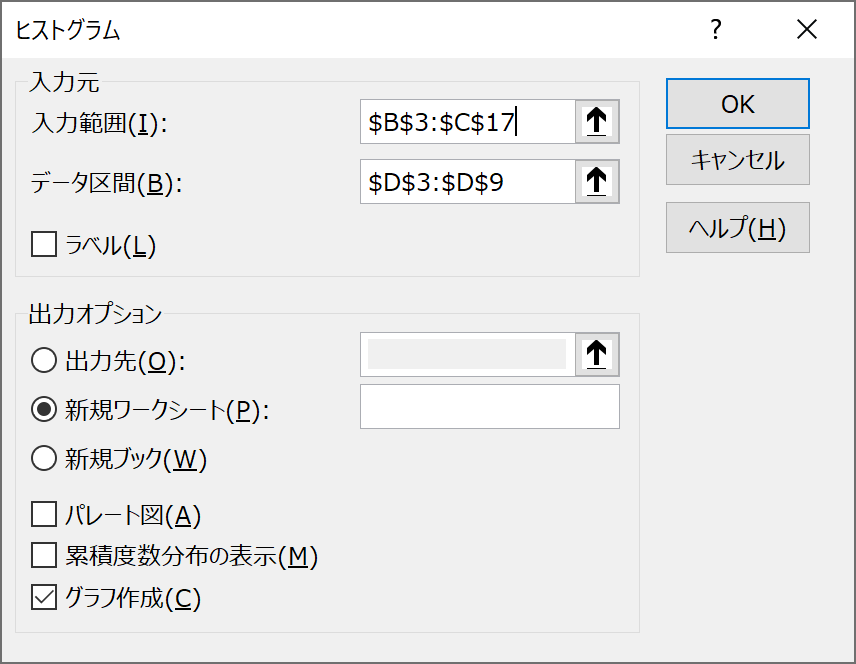 ヒストグラム ?
入力元
入力範囲(I): $B$3:$C$17
OK
データ区間(B): $D$3:$D$9
キャンセル
ラベル(L)
ヘルプ(H)
出力オプション
出力先(O):
新規ワークシート(P):
新規ブック(W)
パレート図(A)
累積度数分布の表示(M)
グラフ作成(C)